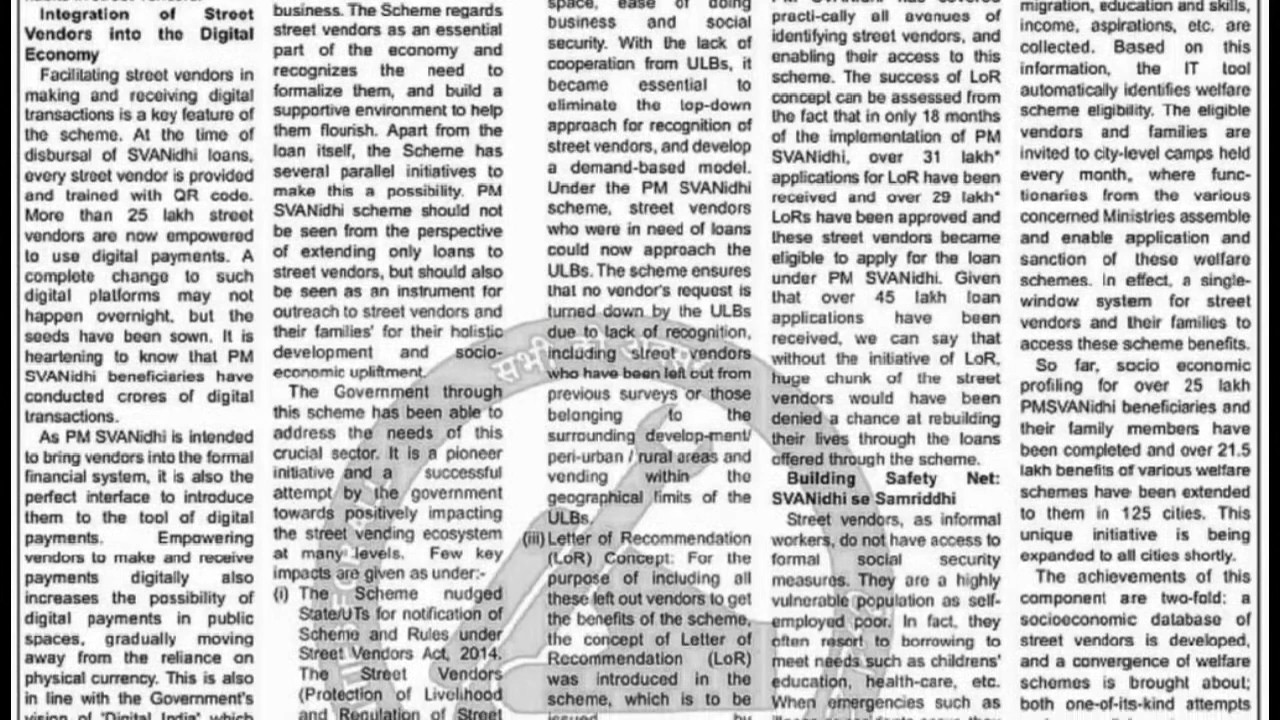 Integration of Street
Vendors into the Digital
Economy
Facilitating street vendors in
making and receiving digital
transactions is a key feature of
the scheme. At the time of
disbursal of SVANidhi loans,
every street vendor is provided
and trained with QR code.
More than 25 lakh street
vendors are now empowered
to use digital payments. A
complete change to such
digital platforms may not
happen overnight, but the
seeds have been sown. It is
heartening to know that PM
SVANidhi beneficiaries have
conducted crores of digital
transactions.
As PM SVANidhi is intended
to bring vendors into the formal
financial system, it is also the
perfect interface to introduce
them to the tool of digital
payments. Empowering
vendors to make and receive
payments digitally also
increases the possibility of
digital payments in public
spaces, gradually moving
away from the reliance on
physical currency. This is also
in line with the Government's
vision of 'Digital India' which
business. The Scheme regards
street vendors as an essential
part of the economy and
recognizes the need to
formalize them, and build a
supportive environment to help
them flourish. Apart from the
loan itself, the Scheme has
several parallel initiatives to
make this a possibility. PM
SVANidhi scheme should not
be seen from the perspective
of extending only loans to
street vendors, but should also
be seen as an instrument for
outreach to street vendors and
their families' for their holistic
development and socio-
economic upliftment.
The Government through
this scheme has been able to
address the needs of this
crucial sector. It is a pioneer
initiative and a successful
attempt by the government
towards positively impacting
the street vending ecosystem
at many levels. Few key
impacts are given as under:-
(i) The Scheme nudged
State/UTs for notification of
Scheme and Rules under
Street Vendors Act, 2014.
The Street Vendors
(Protection of Livelihood
and Regulation of Street
space, ease of doing
business and social
security. With the lack of
cooperation from ULBs, it
became essential to
eliminate the top-down
approach for recognition of
street vendors, and develop
a demand-based model.
Under the PM SVANidhi
scheme, street vendors
who were in need of loans
could now approach the
ULBs. The scheme ensures
that no vendor's request is
turned down by the ULBs
due to lack of recognition,
including street vendors
who have been left out from
previous surveys or those
belonging to the
surrounding develop-ment/
peri-urban / rural areas and
vending within the
geographical limits of the
ULBs.
(iii) Letter of Recommendation
(LoR) Concept: For the
purpose of including all
these left out vendors to get
the benefits of the scheme,
the concept of Letter of
Recommendation (LoR)
was introduced in the
scheme, which is to be
issued by
practi-cally all avenues of
identifying street vendors, and
enabling their access to this
scheme. The success of LoR
concept can be assessed from
the fact that in only 18 months
of the implementation of PM
SVANidhi, over 31 lakh*
applications for LoR have been
received and over 29 lakh*
LoRs have been approved and
these street vendors became
eligible to apply for the loan
under PM SVANidhi. Given
that over 45 lakh loan
applications have been
received, we can say that
without the initiative of LoR,
huge chunk of the street
vendors would have been
denied a chance at rebuilding
their lives through the loans
offered through the scheme.
Building Safety Net:
SVANidhi se Samriddhi
Street vendors, as informal
workers, do not have access to
formal social security
measures. They are a highly
vulnerable population as self-
employed poor. In fact, they
often resort to borrowing to
meet needs such as childrens'
education, health-care, etc.
When emergencies such as
migration, education and skills,
income, aspirations, etc. are
collected. Based on this
information, the IT tool
automatically identifies welfare
scheme eligibility. The eligible
vendors and families are
invited to city-level camps held
every month, where func-
tionaries from the various
concerned Ministries assemble
and enable application and
sanction of these welfare
schemes. In effect, a single-
window system for street
vendors and their families to
access these scheme benefits.
So far, socio economic
profiling for over 25 lakh
PMSVANidhi beneficiaries and
their family members have
been completed and over 21.5
lakh benefits of various welfare
schemes have been extended
to them in 125 cities. This
unique initiative is being
expanded to all cities shortly.
The achievements of this
component are two-fold: a
socioeconomic database of
street vendors is developed,
and a convergence of welfare
schemes is brought about;
both one-of-its-kind attempts